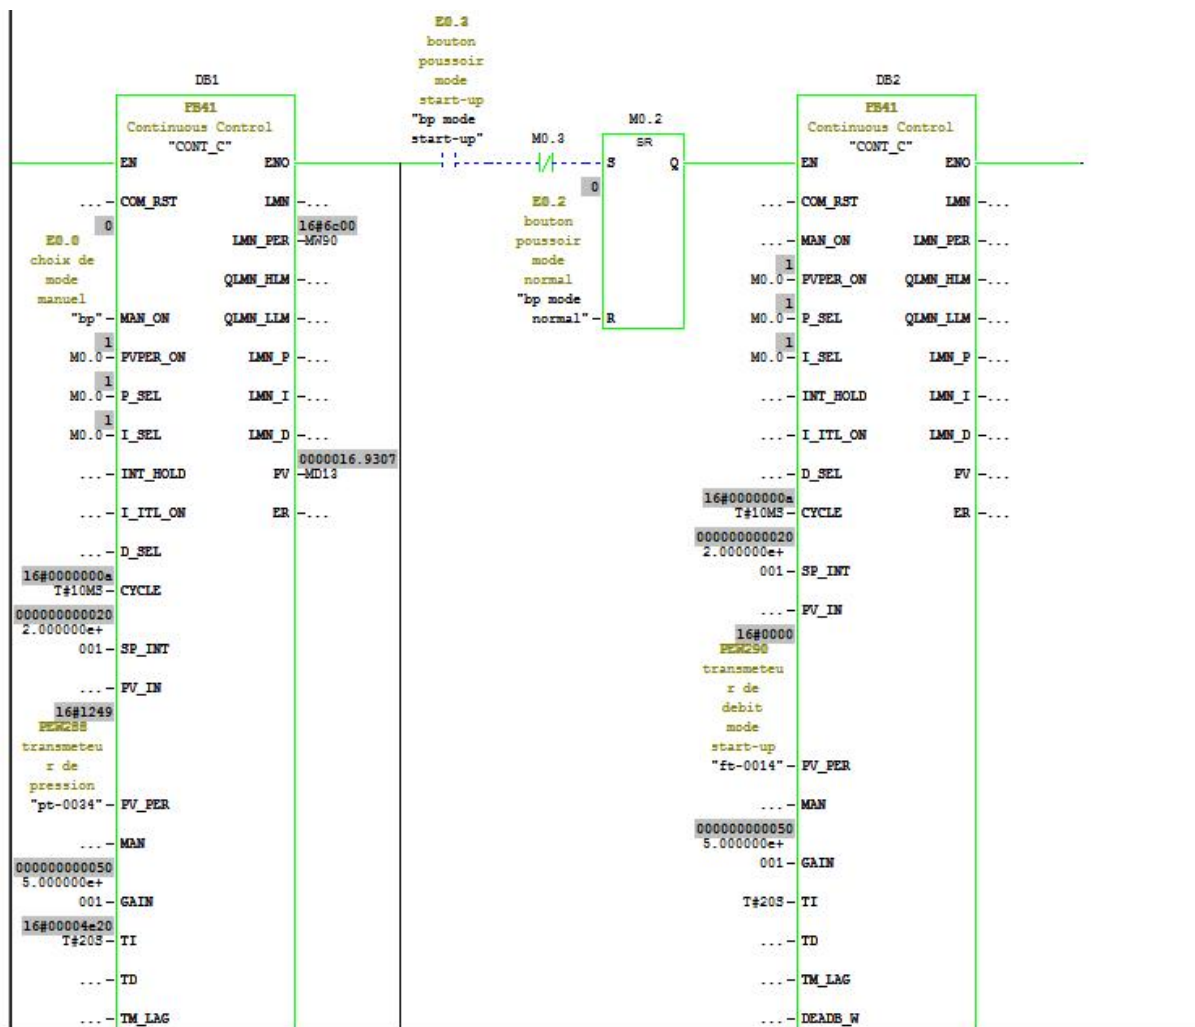 E0.3
bouton
poussoir
mode
start-up
"bp mode
start-up"
DB1
FB41
Continuous Control
"CONT_C"
EN ENO
... COM_RST LMN ...
0
E0.0
choix de
mode
manuel
"bp" MAN_ON
16#6c00
LMN_PER MW90
QLMN_HLM ...
QLMN_LLM ...
1
M0.0 PVPER_ON LMN_P ...
1
M0.0 P_SEL LMN_I ...
1
M0.0 I_SEL LMN_D ...
0000016.9307
... INT_HOLD PV MD13
... I_ITL_ON ER ...
... D_SEL
16#0000000a
T#10MS CYCLE
000000000020
2.000000e+
001 SP_INT
... PV_IN
16#1249
PEW288
transmeteu
r de
pression
"pt-0034" PV_PER
... MAN
000000000050
5.000000e+
001 GAIN
16#00004e20
T#20S TI
... TD
... TM_LAG
M0.3
M0.2
SR
S Q
0
E0.2
bouton
poussoir
mode
normal
"bp mode
normal" R
DB2
FB41
Continuous Control
"CONT_C"
EN ENO
... COM_RST LMN ...
... MAN_ON LMN_PER ...
1
M0.0 PVPER_ON QLMN_HLM ...
1
M0.0 P_SEL QLMN_LLM ...
1
M0.0 I_SEL LMN_P ...
... INT_HOLD LMN_I ...
... I_ITL_ON LMN_D ...
... D_SEL PV ...
16#0000000a
T#10MS CYCLE ER ...
000000000020
2.000000e+
001 SP_INT
... PV_IN
16#0000
PEW290
transmeteu
r de
debit
mode
start-up
"ft-0014" PV_PER
... MAN
000000000050
5.000000e+
001 GAIN
T#20S TI
... TD
... TM_LAG
... DEADB_W